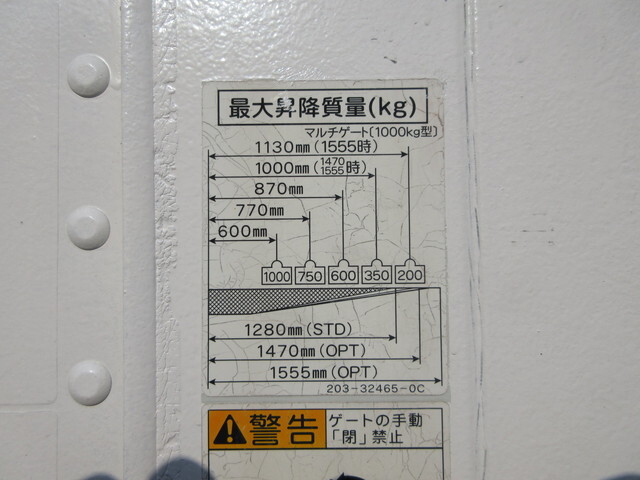 最大昇降質量(kg)
マルチゲート〔1000kg型〕
1130mm(1555時)
1000mm(1470 1555時)
870mm
770mm
600mm
1000 750 600 350 200
1280mm(STD)
1470mm(OPT)
1555mm(OPT)
203-32465-0C
警告 ゲートの手動
「閉」禁止